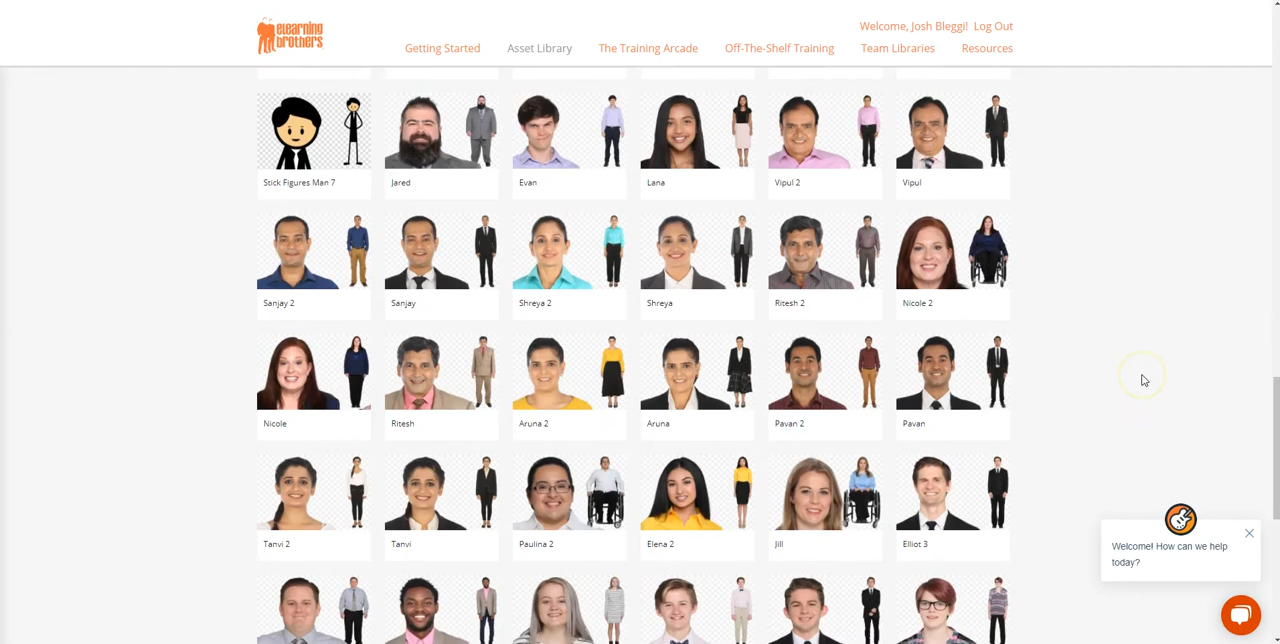 eLearning
brothers
Welcome, Josh Bleggi! Log Out
Getting Started Asset Library The Training Arcade Off-The-Shelf Training Team Libraries Resources
Stick Figures Man 7 Jared Evan Lana Vipul 2 Vipul
Sanjay 2 Sanjay Shreya 2 Shreya Ritesh 2 Nicole 2
Nicole Ritesh Aruna 2 Aruna Pavan 2 Pavan
Tanvi 2 Tanvi Paulina 2 Elena 2 Jill Elliot 3
Welcome! How can we help
today?